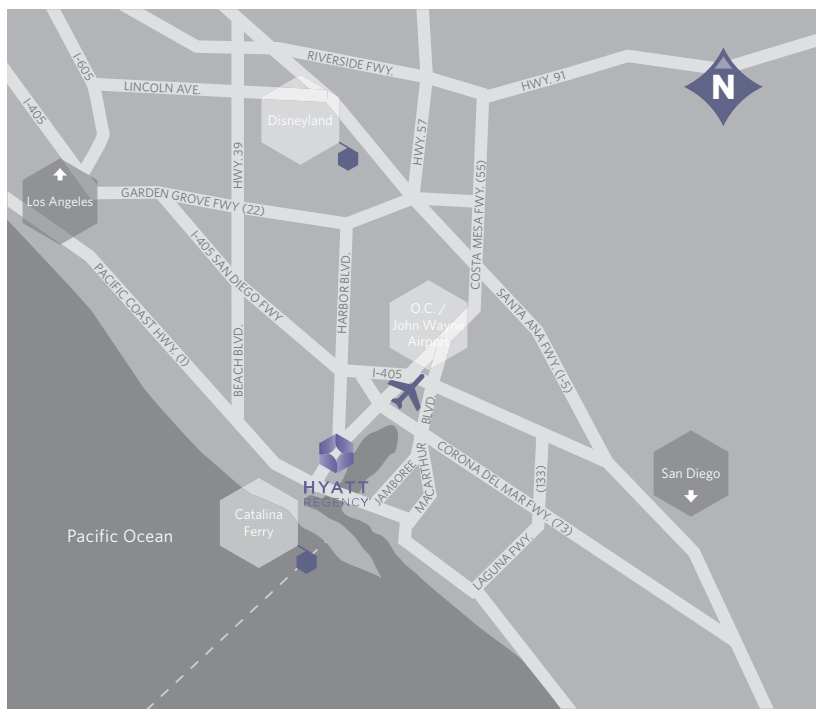 I-605
RIVERSIDE FWY.
HWY. 91
N
LINCOLN AVE.
I-405
Disneyland
HWY. 57
HWY. 39
COSTA MESA FWY. (55)
Los Angeles
GARDEN GROVE FWY (22)
I-405 SAN DIEGO FWY
HARBOR BLVD.
PACIFIC COAST HWY. (1)
SANTA ANA FWY. (I-5)
O.C. /
John Wayne
Airport
BEACH BLVD.
I-405
BLVD.
MACARTHUR
JAMBOREE
CORONA DEL MAR FWY. (73)
(133)
San Diego
HYATT
REGENCY
Catalina
Ferry
Pacific Ocean
LAGUNA FWY.